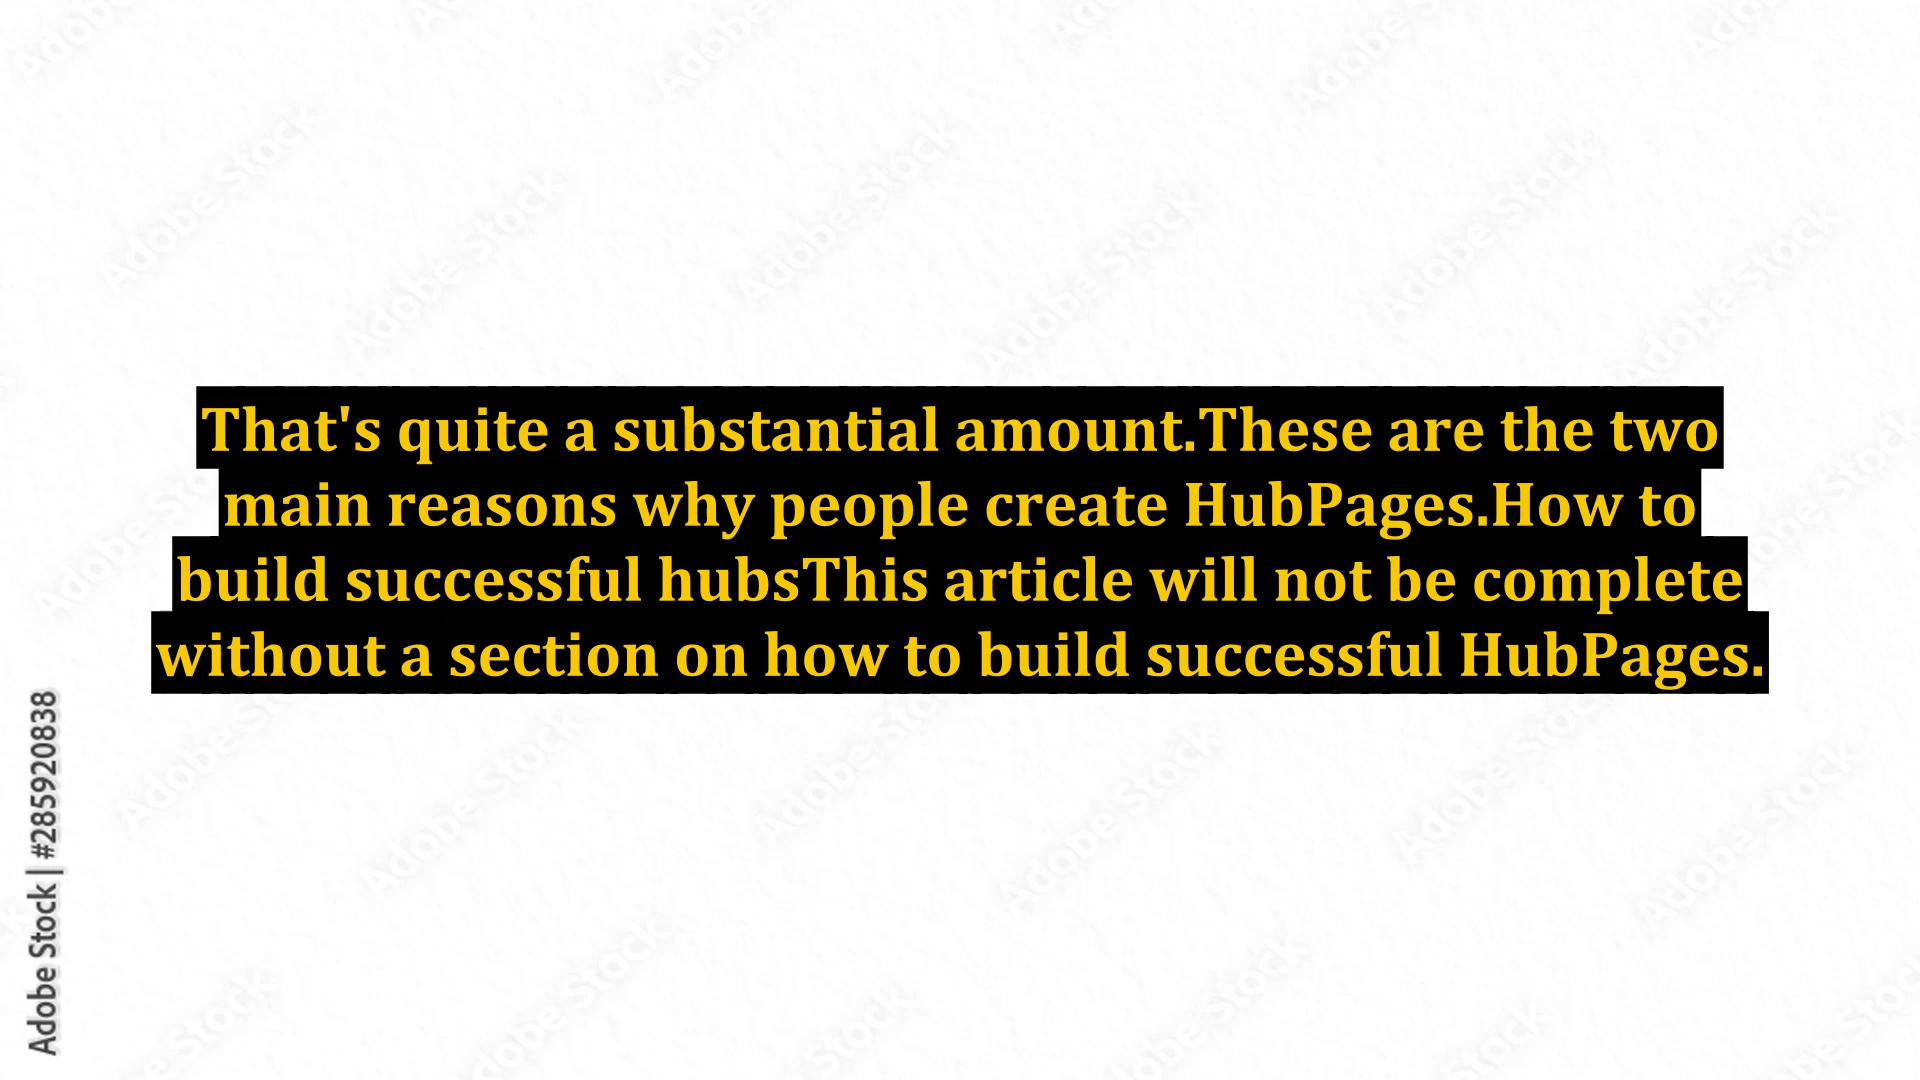 That's quite a substantial amount.These are the two
main reasons why people create HubPages.How to
build successful hubsThis article will not be complete
without a section on how to build successful HubPages.
Adobe Stock | #285920838